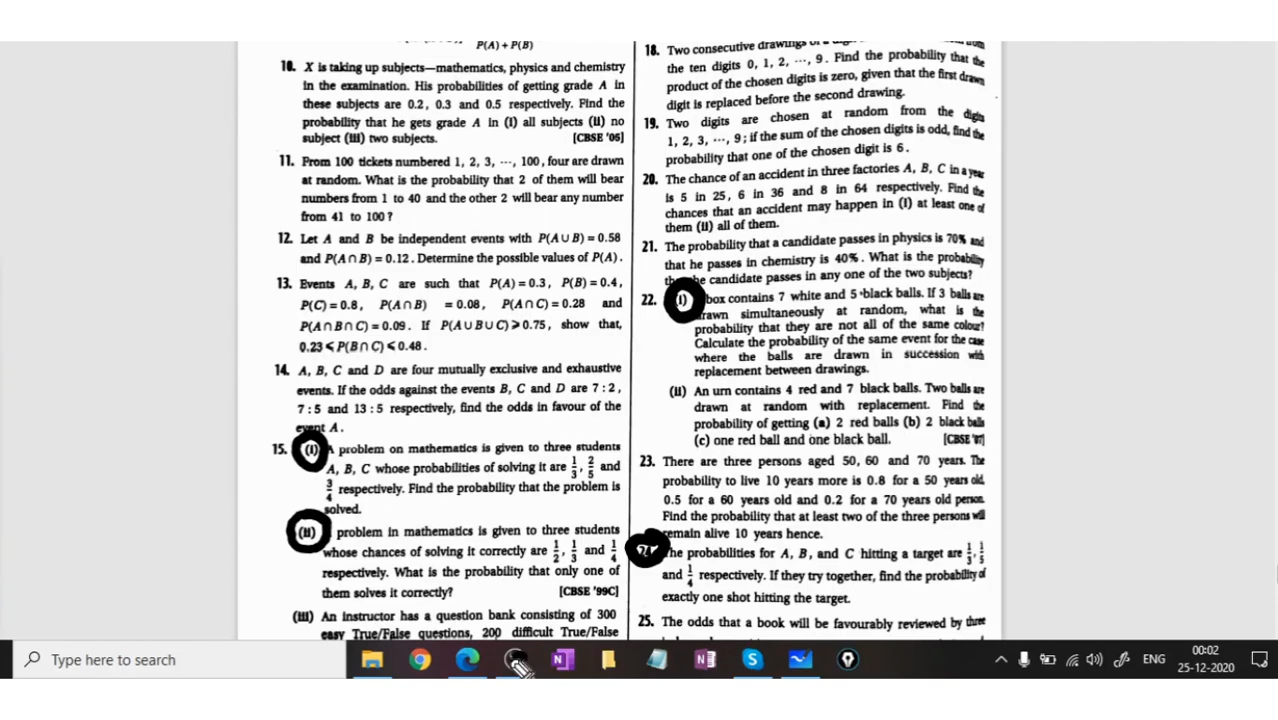 P(A) + P(B)
10. X is taking up subjects—mathematics, physics and chemistry
in the examination. His probabilities of getting grade A in
these subjects are 0.2, 0.3 and 0.5 respectively. Find the
probability that he gets grade A in (i) all subjects (ii) no
subject (iii) two subjects. [CBSE '05]
11. From 100 tickets numbered 1, 2, 3, ···, 100, four are drawn
at random. What is the probability that 2 of them will bear
numbers from 1 to 40 and the other 2 will bear any number
from 41 to 100?
12. Let A and B be independent events with P(A∪B) = 0.58
and P(A∩B) = 0.12. Determine the possible values of P(A).
13. Events A, B, C are such that P(A) = 0.3, P(B) = 0.4,
P(C) = 0.8, P(A∩B) = 0.08, P(A∩C) = 0.28 and
P(A∩B∩C) = 0.09. If P(A∪B∪C) ⩾ 0.75, show that,
0.23 ⩽ P(B∩C) ⩽ 0.48.
14. A, B, C and D are four mutually exclusive and exhaustive
events. If the odds against the events B, C and D are 7 : 2,
7 : 5 and 13 : 5 respectively, find the odds in favour of the
event A.
15. (i) A problem on mathematics is given to three students
A, B, C whose probabilities of solving it are 1/3, 2/5 and
3/4 respectively. Find the probability that the problem is
solved.
(ii) problem in mathematics is given to three students
whose chances of solving it correctly are 1/2, 1/3 and 1/4
respectively. What is the probability that only one of
them solves it correctly? [CBSE '99C]
(iii) An instructor has a question bank consisting of 300
easy True/False questions, 200 difficult True/False
18. Two consecutive drawings of a digit from
the ten digits 0, 1, 2, ···, 9. Find the probability that the
product of the chosen digits is zero, given that the first drawn
digit is replaced before the second drawing.
19. Two digits are chosen at random from the digits
1, 2, 3, ···, 9; if the sum of the chosen digits is odd, find the
probability that one of the chosen digit is 6.
20. The chance of an accident in three factories A, B, C in a year
is 5 in 25, 6 in 36 and 8 in 64 respectively. Find the
chances that an accident may happen in (i) at least one of
them (ii) all of them.
21. The probability that a candidate passes in physics is 70% and
that he passes in chemistry is 40%. What is the probability
the candidate passes in any one of the two subjects?
22. (i) box contains 7 white and 5 black balls. If 3 balls are
drawn simultaneously at random, what is the
probability that they are not all of the same colour?
Calculate the probability of the same event for the case
where the balls are drawn in succession with
replacement between drawings.
(ii) An urn contains 4 red and 7 black balls. Two balls are
drawn at random with replacement. Find the
probability of getting (a) 2 red balls (b) 2 black balls
(c) one red ball and one black ball. [CBSE '87]
23. There are three persons aged 50, 60 and 70 years. The
probability to live 10 years more is 0.8 for a 50 years old,
0.5 for a 60 years old and 0.2 for a 70 years old person.
Find the probability that at least two of the three persons will
remain alive 10 years hence.
The probabilities for A, B, and C hitting a target are 1/3, 1/5
and 1/4 respectively. If they try together, find the probability of
exactly one shot hitting the target.
25. The odds that a book will be favourably reviewed by three
Type here to search
ENG
00:02
25-12-2020